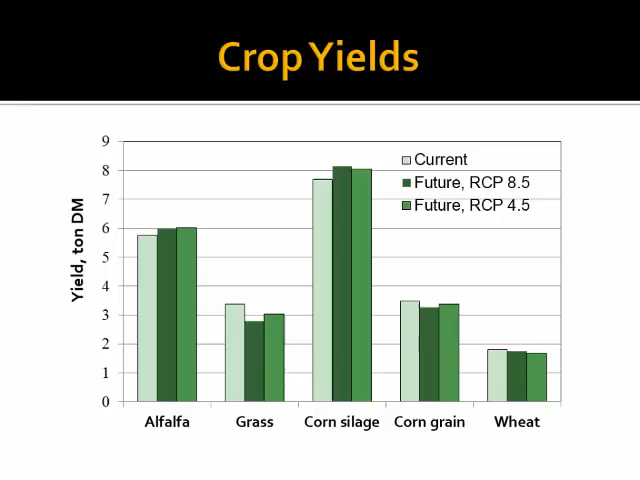 Crop Yields
9
8
7
6
5
4
3
2
1
0
Yield, ton DM
Current
Future, RCP 8.5
Future, RCP 4.5
Alfalfa Grass Corn silage Corn grain Wheat